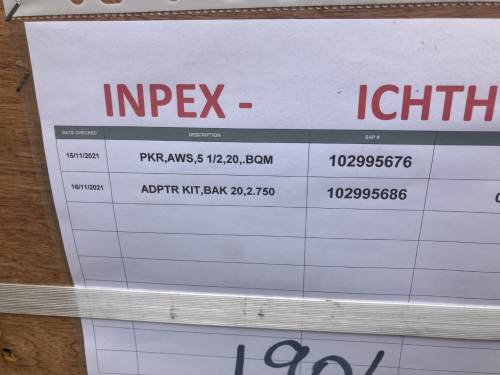 INPEX - ICHTH
DATE CHECKED DESCRIPTION SAP #
16/11/2021 PKR,AWS,5 1/2,20,.BQM 102995676
16/11/2021 ADPTR KIT,BAK 20,2.750 102995686